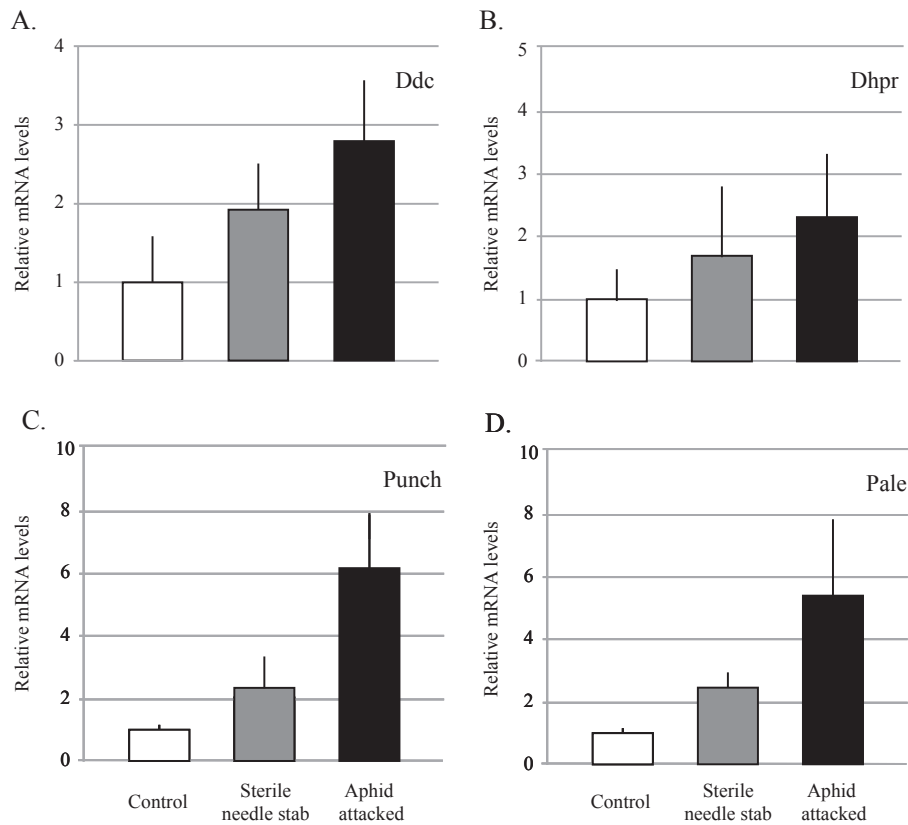 A.
4
3
2
1
0
Relative mRNA levels
Ddc
B.
5
4
3
2
1
0
Relative mRNA levels
Dhpr
C.
10
8
6
4
2
0
Relative mRNA levels
Punch
Control
Sterile
needle stab
Aphid
attacked
D.
10
8
6
4
2
0
Relative mRNA levels
Pale
Control
Sterile
needle stab
Aphid
attacked